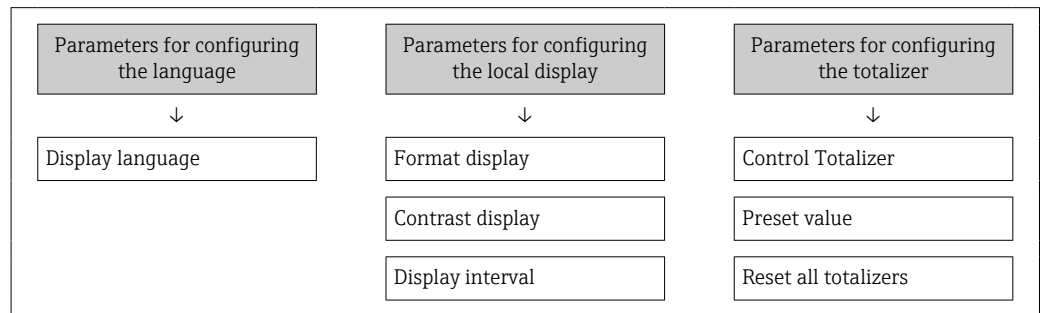 Parameters for configuring
the language
↓
Display language
Parameters for configuring
the local display
↓
Format display
Contrast display
Display interval
Parameters for configuring
the totalizer
↓
Control Totalizer
Preset value
Reset all totalizers